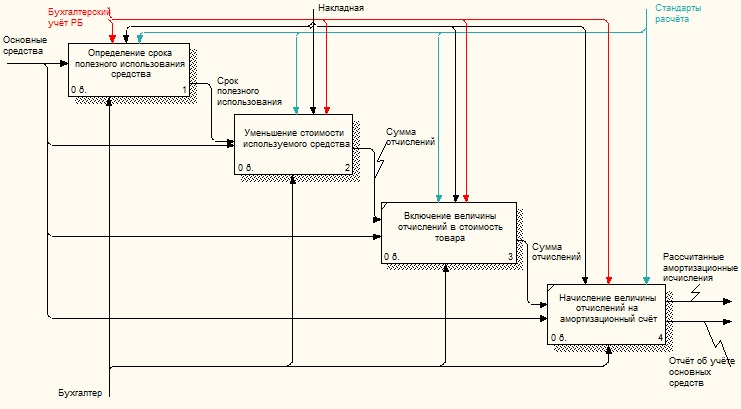 Бухгалтерский
учёт РБ
Накладная
Стандарты
расчёта
Основные
средства
Определение срока
полезного использования
средства
0 б.
1
Срок
полезного
использования
Уменьшение стоимости
используемого средства
0 б.
2
Сумма
отчислений
Включение величины
отчислений в стоимость
товара
0 б.
3
Сумма
отчислений
Начисление величины
отчислений на
амортизационный счёт
0 б.
4
Рассчитанные
амортизационные
исчисления
Отчёт об учёте
основных
средств
Бухгалтер